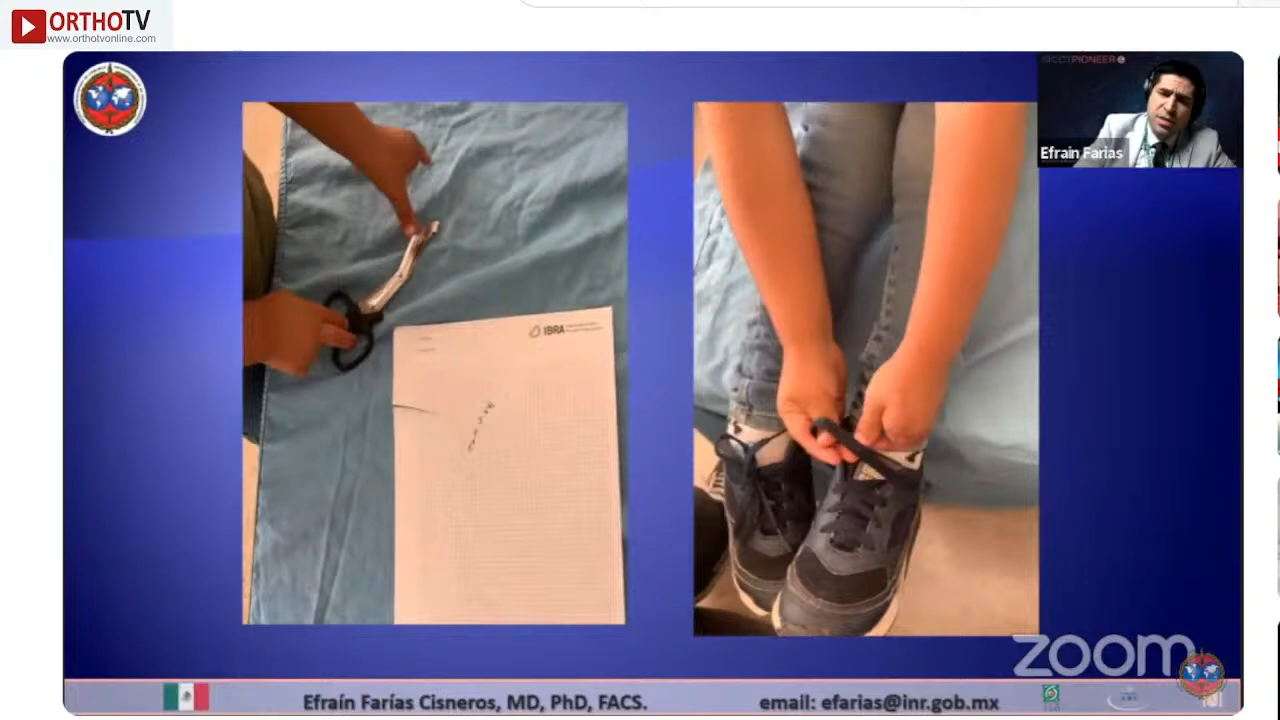 ORTHOTV
www.orthotvonline.com
Efrain Farias
IBRA
zoom
Efraín Farías Cisneros, MD, PhD, FACS.
email: efarias@inr.gob.mx